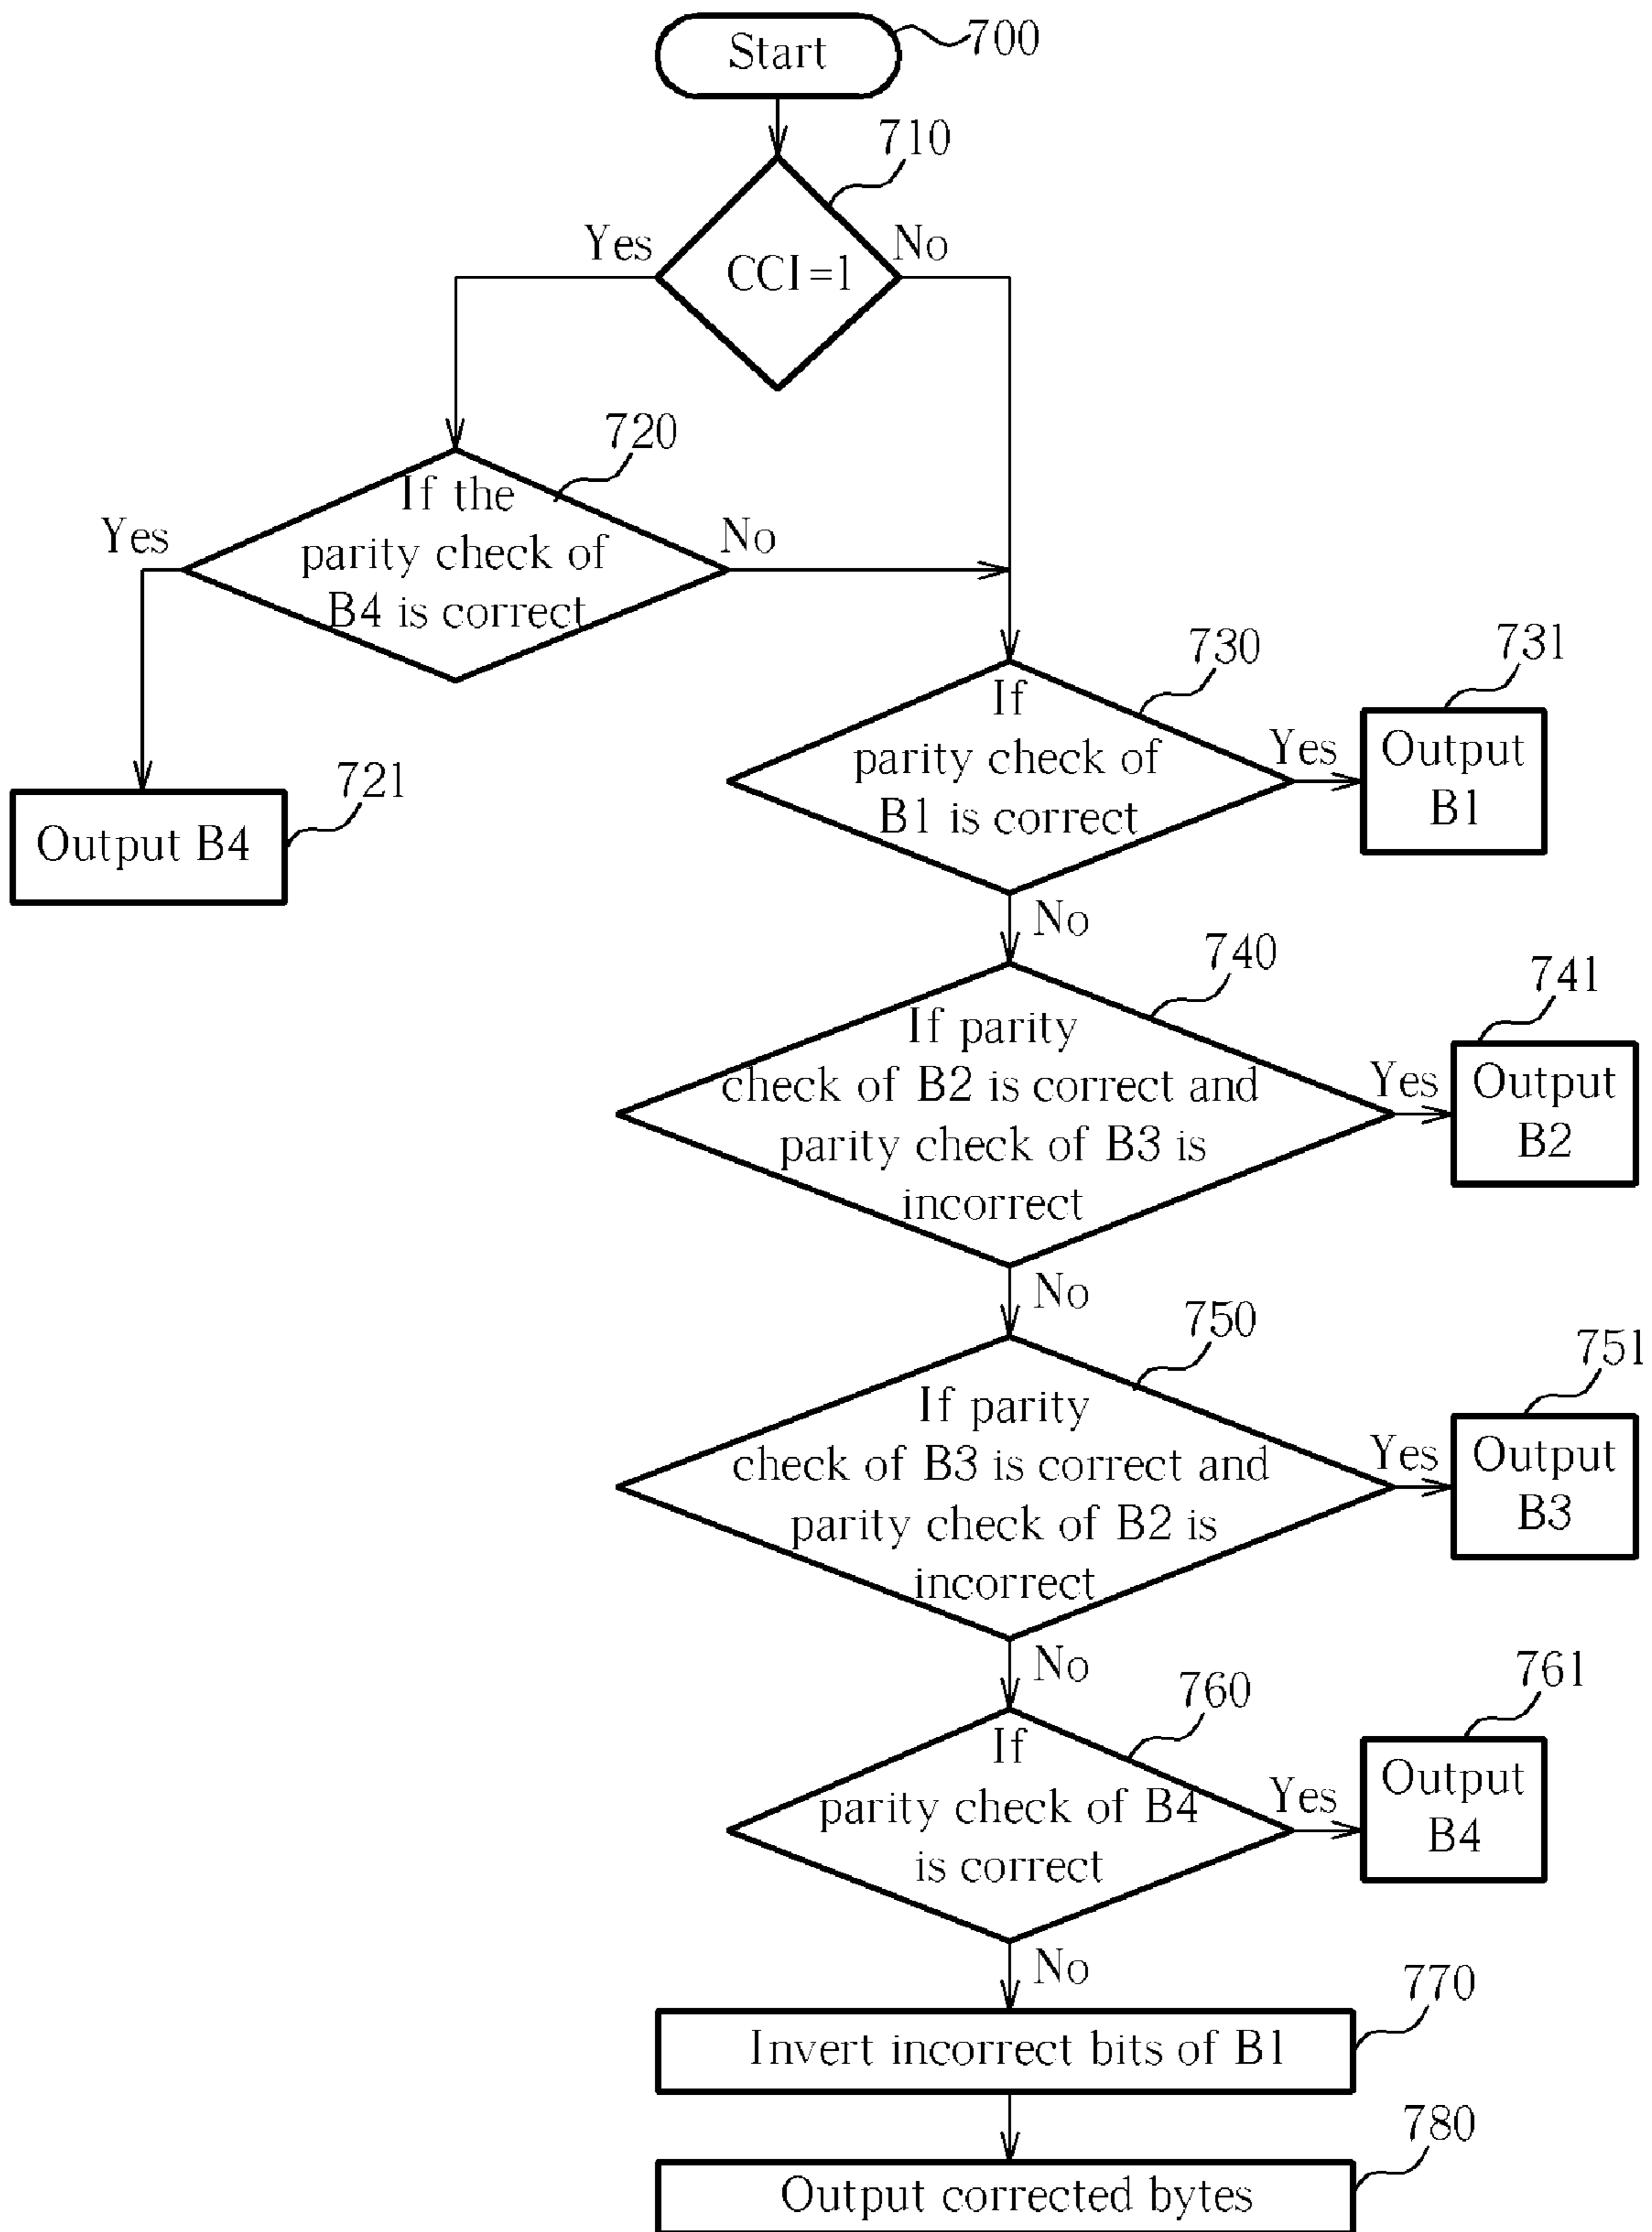 Start
700
710
Yes
No
CCI=1
720
If the
parity check of
B4 is correct
Yes
No
721
Output B4
730
If
parity check of
B1 is correct
Yes
731
Output
B1
No
740
If parity
check of B2 is correct and
parity check of B3 is
incorrect
Yes
741
Output
B2
No
750
If parity
check of B3 is correct and
parity check of B2 is
incorrect
Yes
751
Output
B3
No
760
If
parity check of B4
is correct
Yes
761
Output
B4
No
770
Invert incorrect bits of B1
780
Output corrected bytes